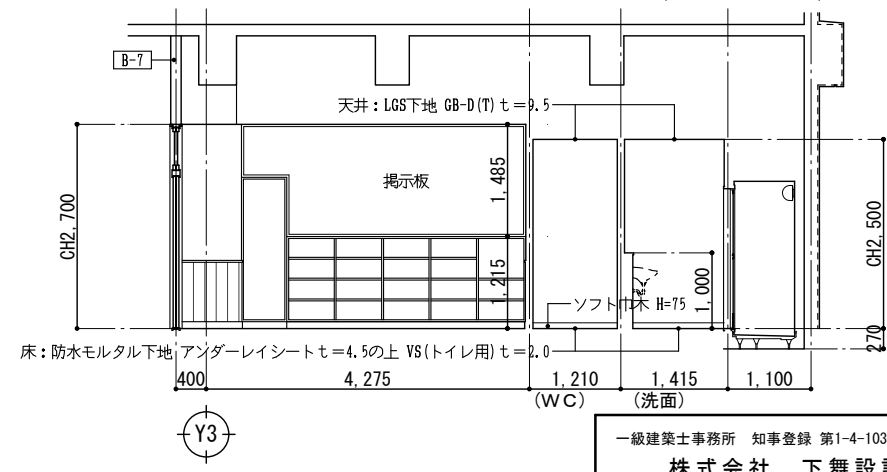 B-7
天井：LGS下地 GB-D(T) t=9.5
掲示板
1,485
CH2,700
1,215
1,000
CH2,500
270
ソフト巾木 H=75
床：防水モルタル下地 アンダーレイシート t=4.5の上 VS(トイレ用) t=2.0
400
4,275
1,210
1,415
1,100
(WC)
(洗面)
Y3
一級建築士事務所 知事登録 第1-4-103
株式会社 下舞設